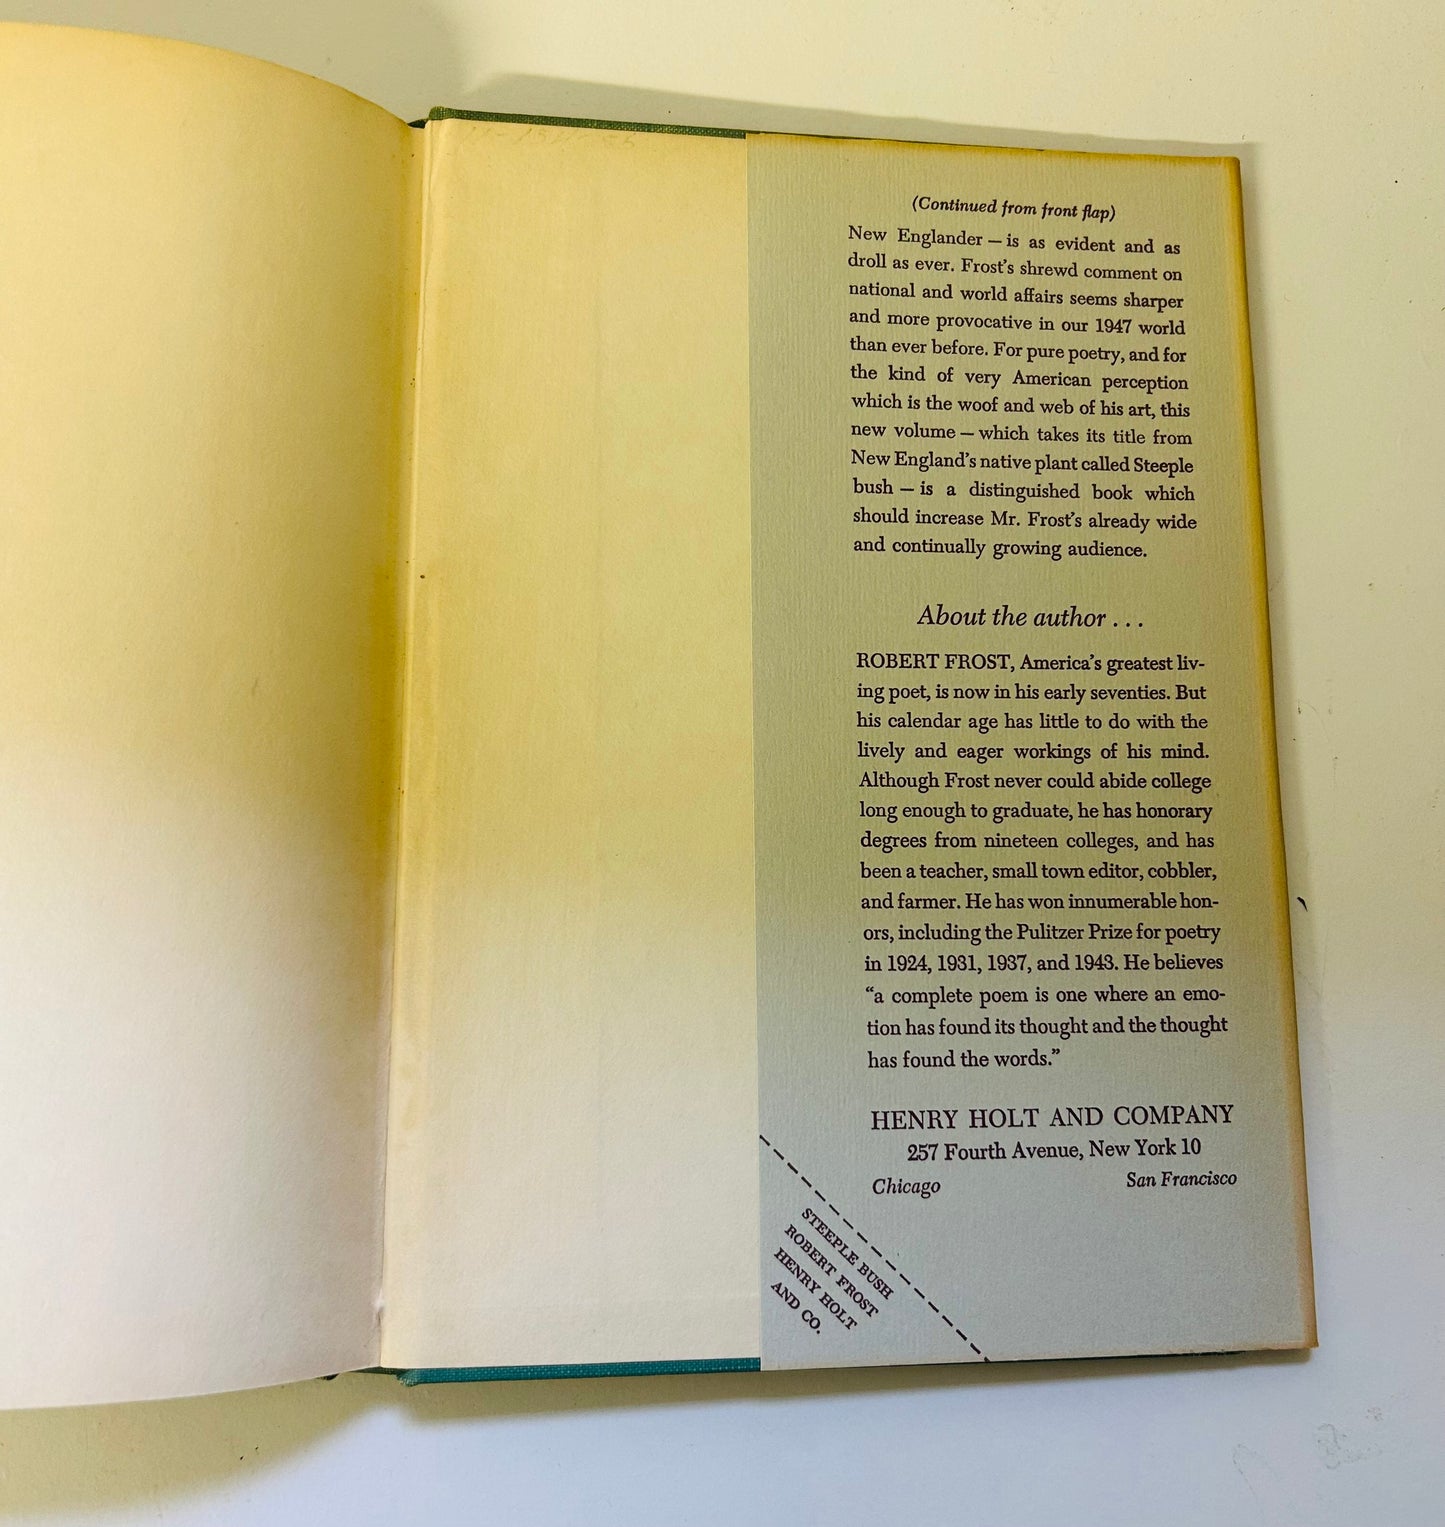 (Continued from front flap)
New Englander — is as evident and as
droll as ever. Frost's shrewd comment on
national and world affairs seems sharper
and more provocative in our 1947 world
than ever before. For pure poetry, and for
the kind of very American perception
which is the woof and web of his art, this
new volume — which takes its title from
New England's native plant called Steeple
bush — is a distinguished book which
should increase Mr. Frost's already wide
and continually growing audience.
About the author . . .
ROBERT FROST, America's greatest liv-
ing poet, is now in his early seventies. But
his calendar age has little to do with the
lively and eager workings of his mind.
Although Frost never could abide college
long enough to graduate, he has honorary
degrees from nineteen colleges, and has
been a teacher, small town editor, cobbler,
and farmer. He has won innumerable hon-
ors, including the Pulitzer Prize for poetry
in 1924, 1931, 1937, and 1943. He believes
“a complete poem is one where an emo-
tion has found its thought and the thought
has found the words.”
HENRY HOLT AND COMPANY
257 Fourth Avenue, New York 10
Chicago San Francisco
STEEPLE BUSH
ROBERT FROST
HENRY HOLT
AND CO.